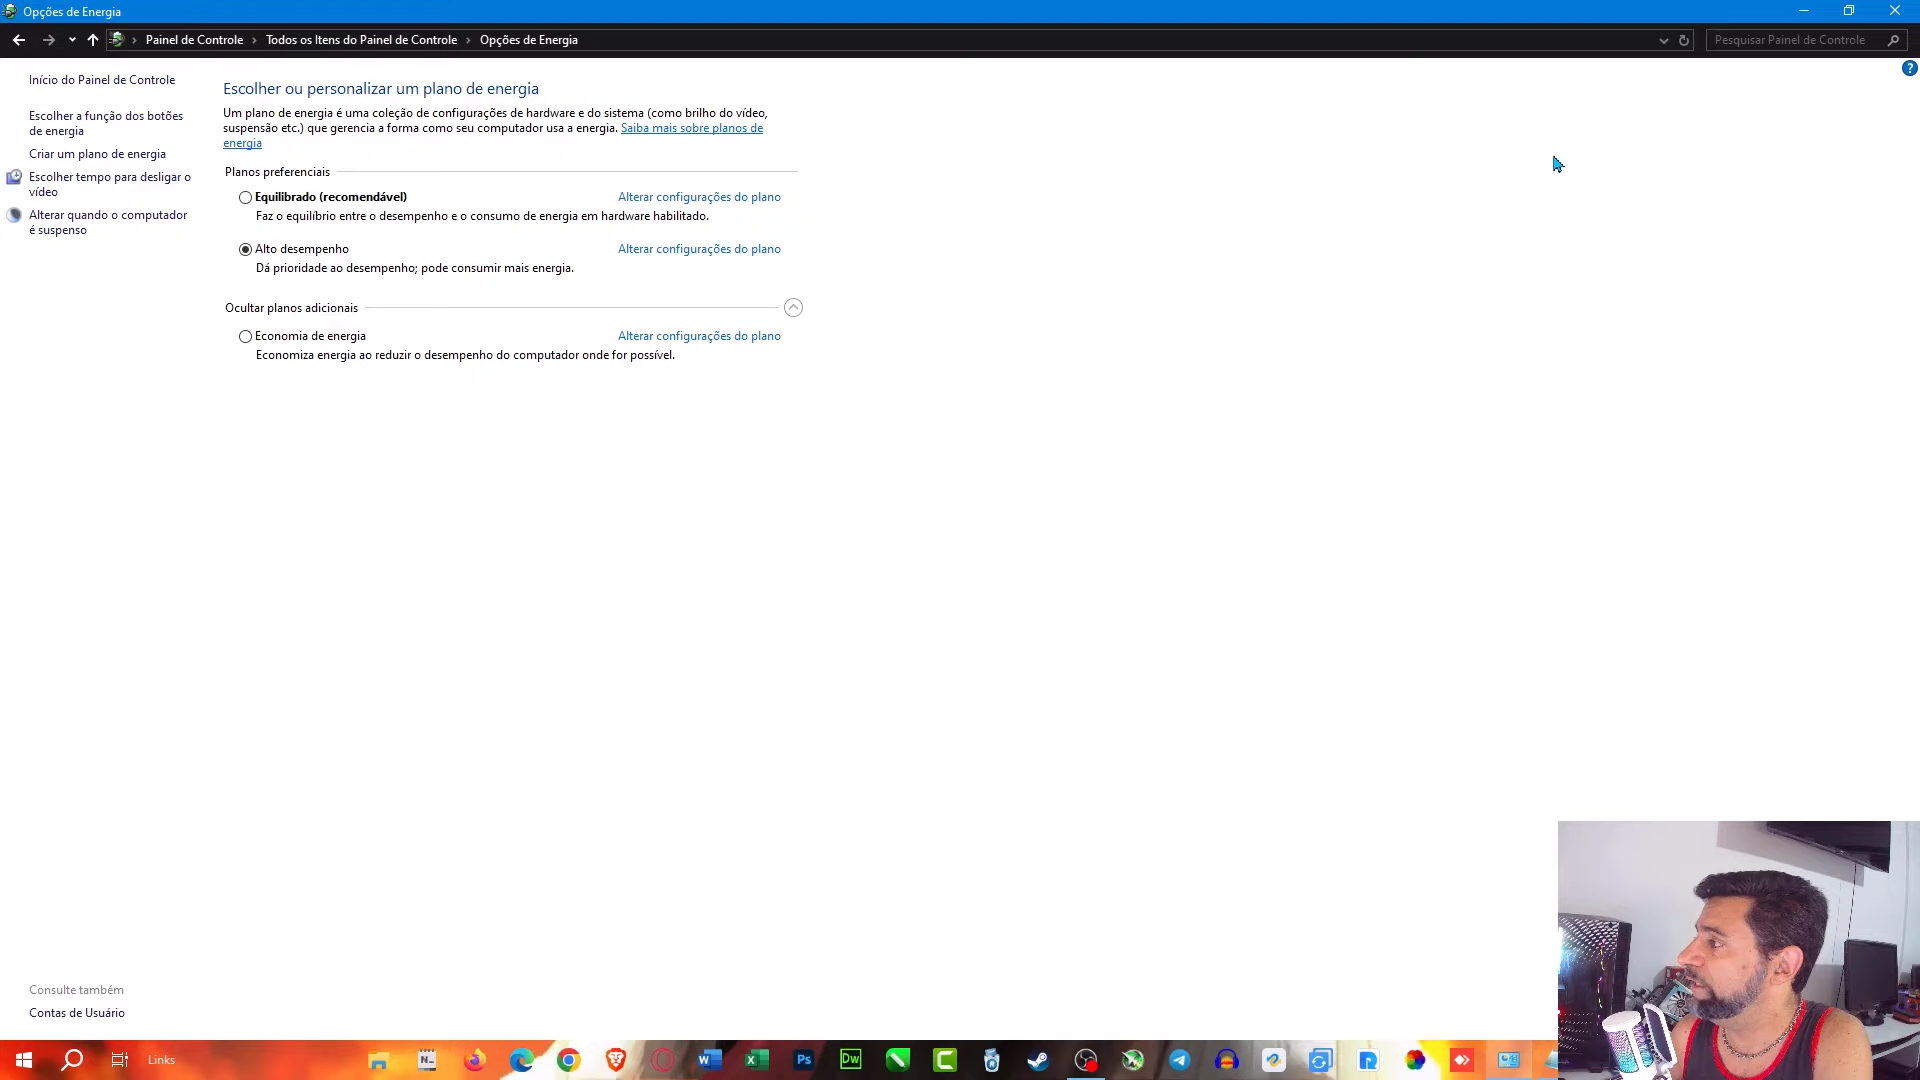 Opções de Energia
Painel de Controle
Todos os Itens do Painel de Controle
Opções de Energia
Pesquisar Painel de Controle
?
Início do Painel de Controle
Escolher a função dos botões
de energia
Criar um plano de energia
Escolher tempo para desligar o
vídeo
Alterar quando o computador
é suspenso
Escolher ou personalizar um plano de energia
Um plano de energia é uma coleção de configurações de hardware e do sistema (como brilho do vídeo,
suspensão etc.) que gerencia a forma como seu computador usa a energia. Saiba mais sobre planos de
energia
Planos preferenciais
Equilibrado (recomendável) Alterar configurações do plano
Faz o equilíbrio entre o desempenho e o consumo de energia em hardware habilitado.
Alto desempenho Alterar configurações do plano
Dá prioridade ao desempenho; pode consumir mais energia.
Ocultar planos adicionais
Economia de energia Alterar configurações do plano
Economiza energia ao reduzir o desempenho do computador onde for possível.
Consulte também
Contas de Usuário
Links
Ps
Dw